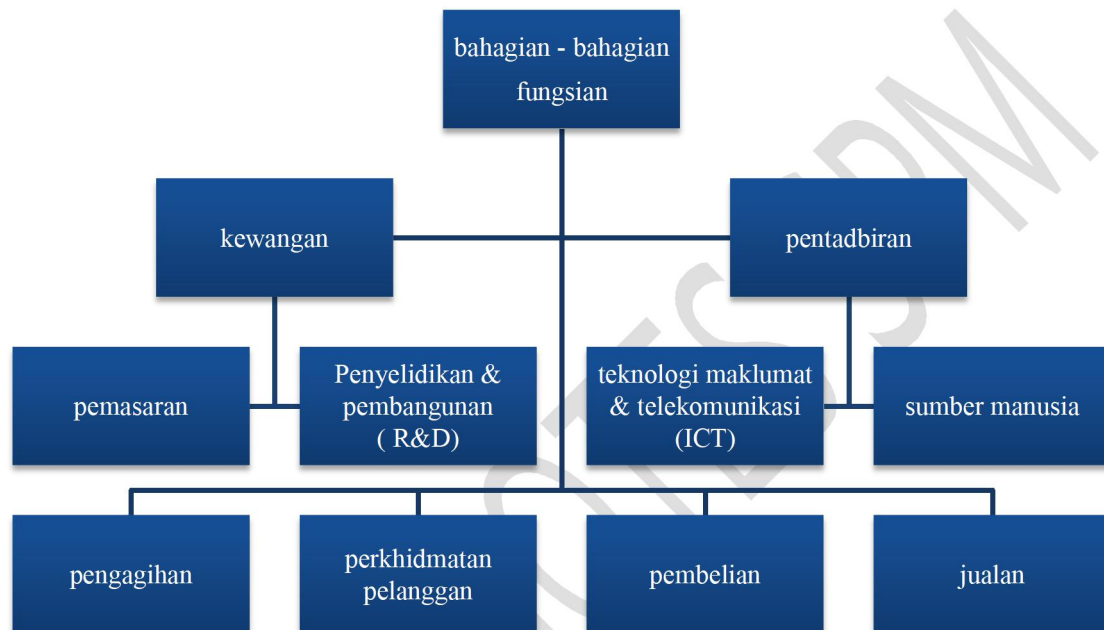 bahagian - bahagian
fungsian
kewangan
pentadbiran
pemasaran
Penyelidikan &
pembangunan
( R&D)
teknologi maklumat
& telekomunikasi
(ICT)
sumber manusia
pengagihan
perkhidmatan
pelanggan
pembelian
jualan